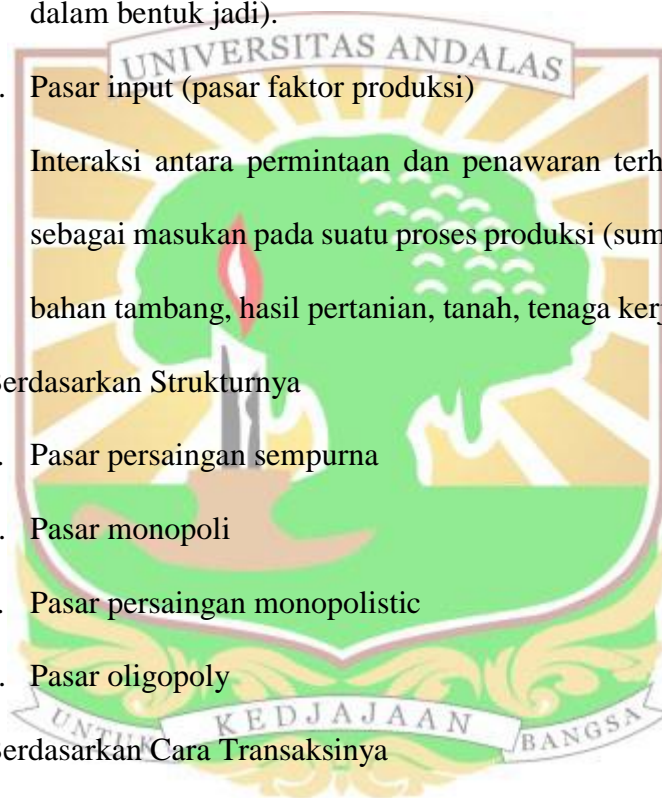 dalam bentuk jadi).
UNIVERSITAS ANDALAS
. Pasar input (pasar faktor produksi)
Interaksi antara permintaan dan penawaran terh
sebagai masukan pada suatu proses produksi (sum
bahan tambang, hasil pertanian, tanah, tenaga kerj
erdasarkan Strukturnya
. Pasar persaingan sempurna
. Pasar monopoli
. Pasar persaingan monopolistic
. Pasar oligopoly
UNTUK KEDJAJAAN BANGSA
erdasarkan Cara Transaksinya